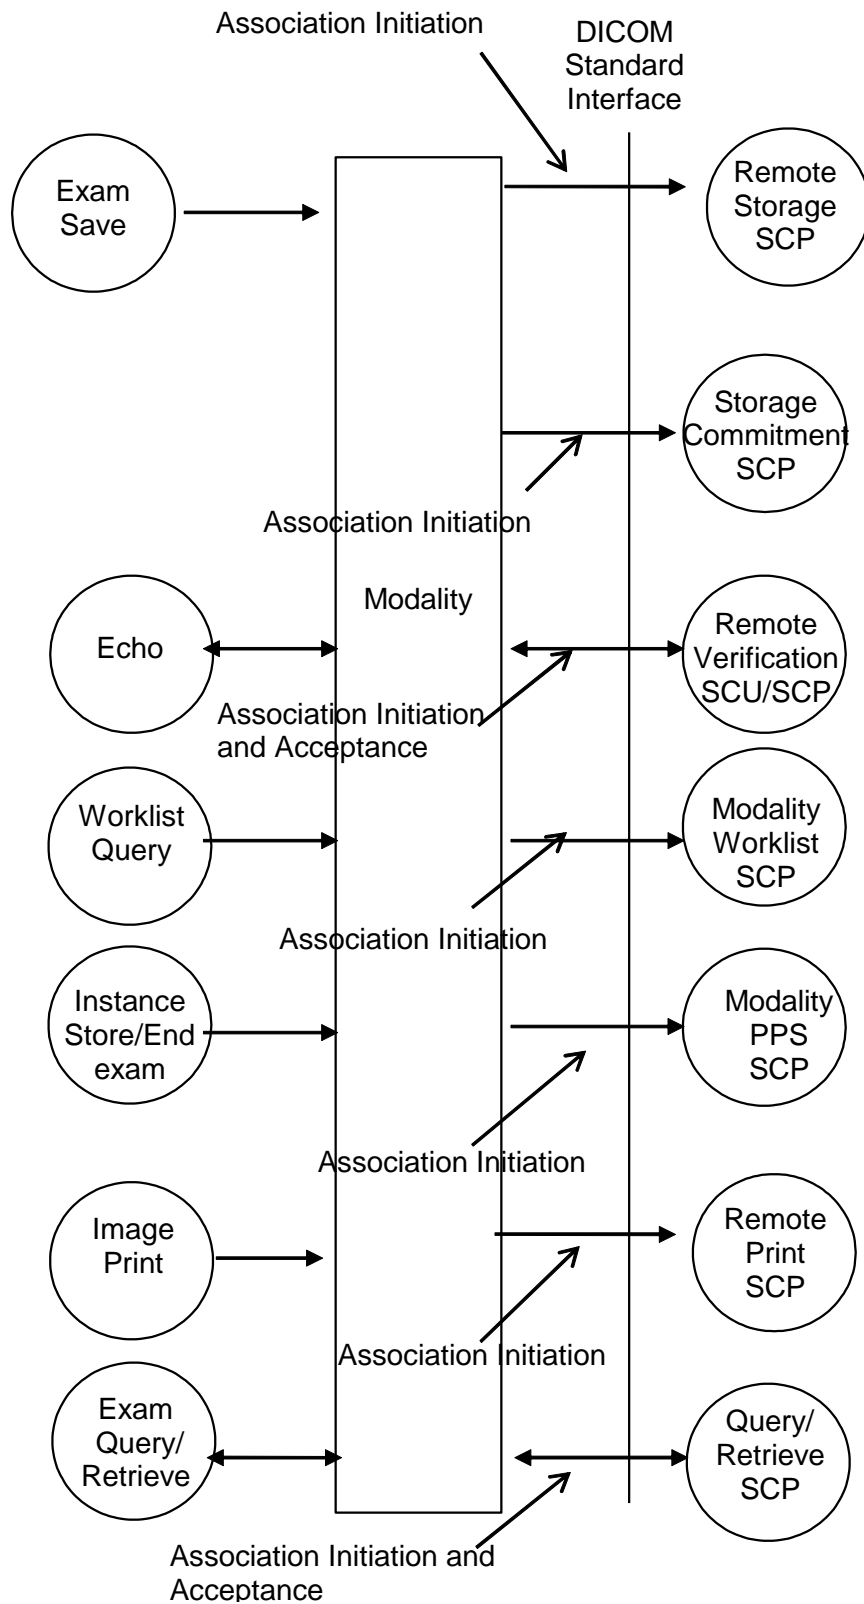 Association Initiation
DICOM
Standard
Interface
Exam
Save
Remote
Storage
SCP
Storage
Commitment
SCP
Association Initiation
Modality
Echo
Remote
Verification
SCU/SCP
Association Initiation
and Acceptance
Worklist
Query
Modality
Worklist
SCP
Association Initiation
Instance
Store/End
exam
Modality
PPS
SCP
Association Initiation
Image
Print
Remote
Print
SCP
Association Initiation
Exam
Query/
Retrieve
Query/
Retrieve
SCP
Association Initiation and
Acceptance